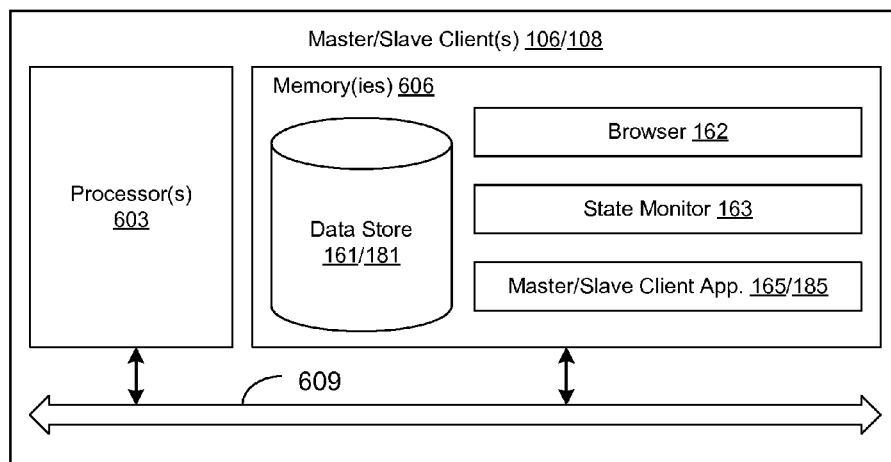 Master/Slave Client(s) 106/108
Processor(s)
603
Memory(ies) 606
Data Store
161/181
Browser 162
State Monitor 163
Master/Slave Client App. 165/185
609